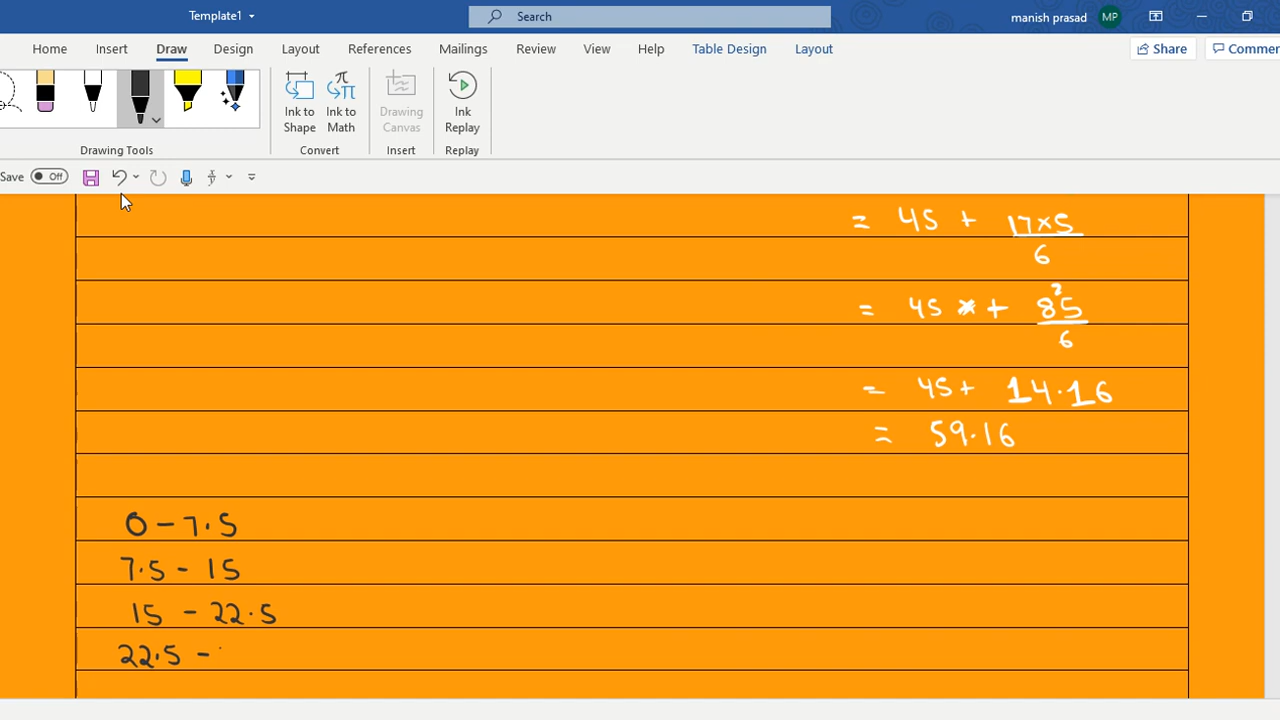 Template1
Search
manish prasad
MP
Home
Insert
Draw
Design
Layout
References
Mailings
Review
View
Help
Table Design
Layout
Share
Comme
Ink to Shape
Ink to Math
Drawing Canvas
Ink Replay
Drawing Tools
Convert
Insert
Replay
Save
Off
= 45 + 17×5
6
2
= 45 + 85
6
= 45 + 14.16
= 59.16
0 - 7.5
7.5 - 15
15 - 22.5
22.5 -